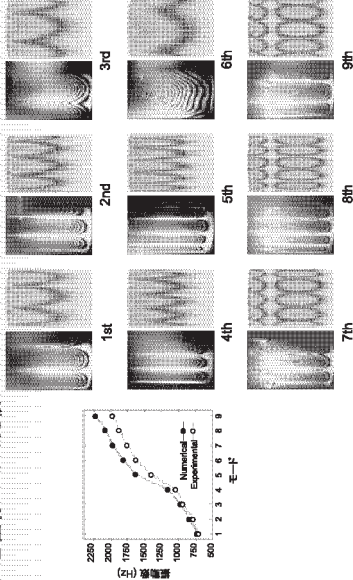 3rd
6th
9th
2nd
5th
8th
1st
4th
7th
2250
2000
1750
1500
1250
1000
750
500
振動数 (Hz)
Numerical
Experimental
1 2 3 4 5 6 7 8 9
モード